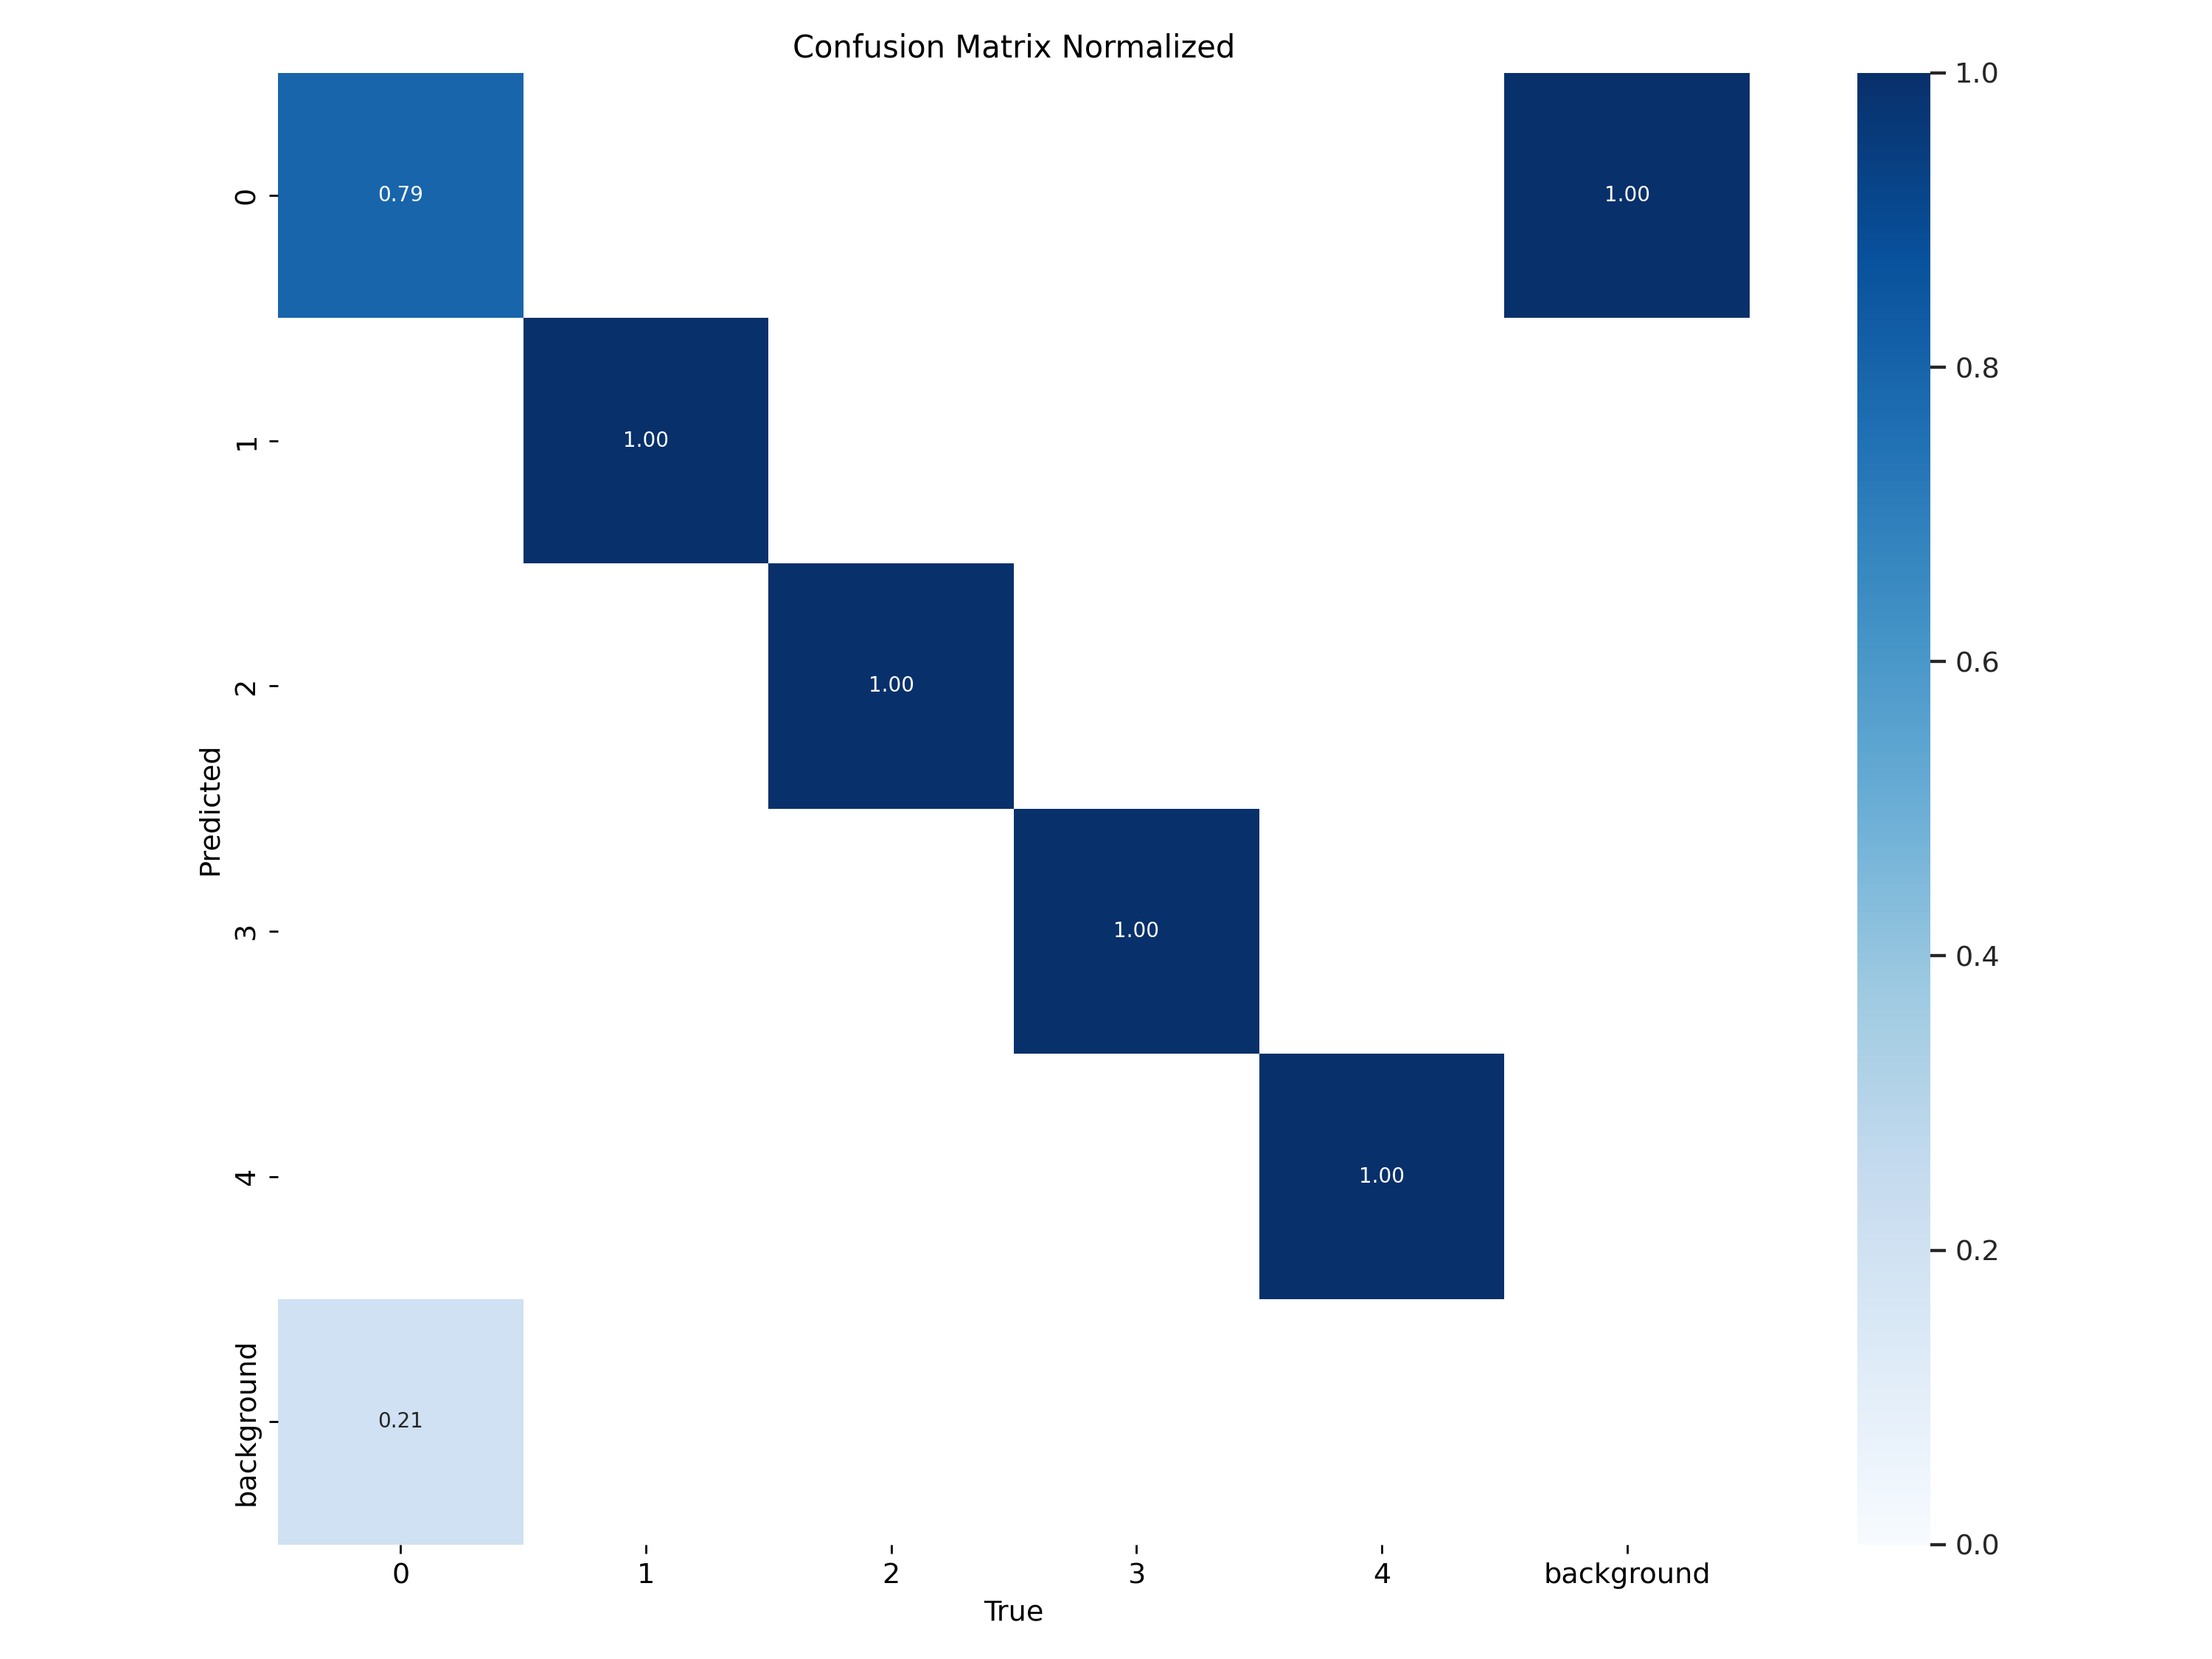 Confusion Matrix Normalized
0 0.79 1.00
1 1.00
2 1.00
3 1.00
4 1.00
background 0.21
0 1 2 3 4 background
True
Predicted
1.0
0.8
0.6
0.4
0.2
0.0